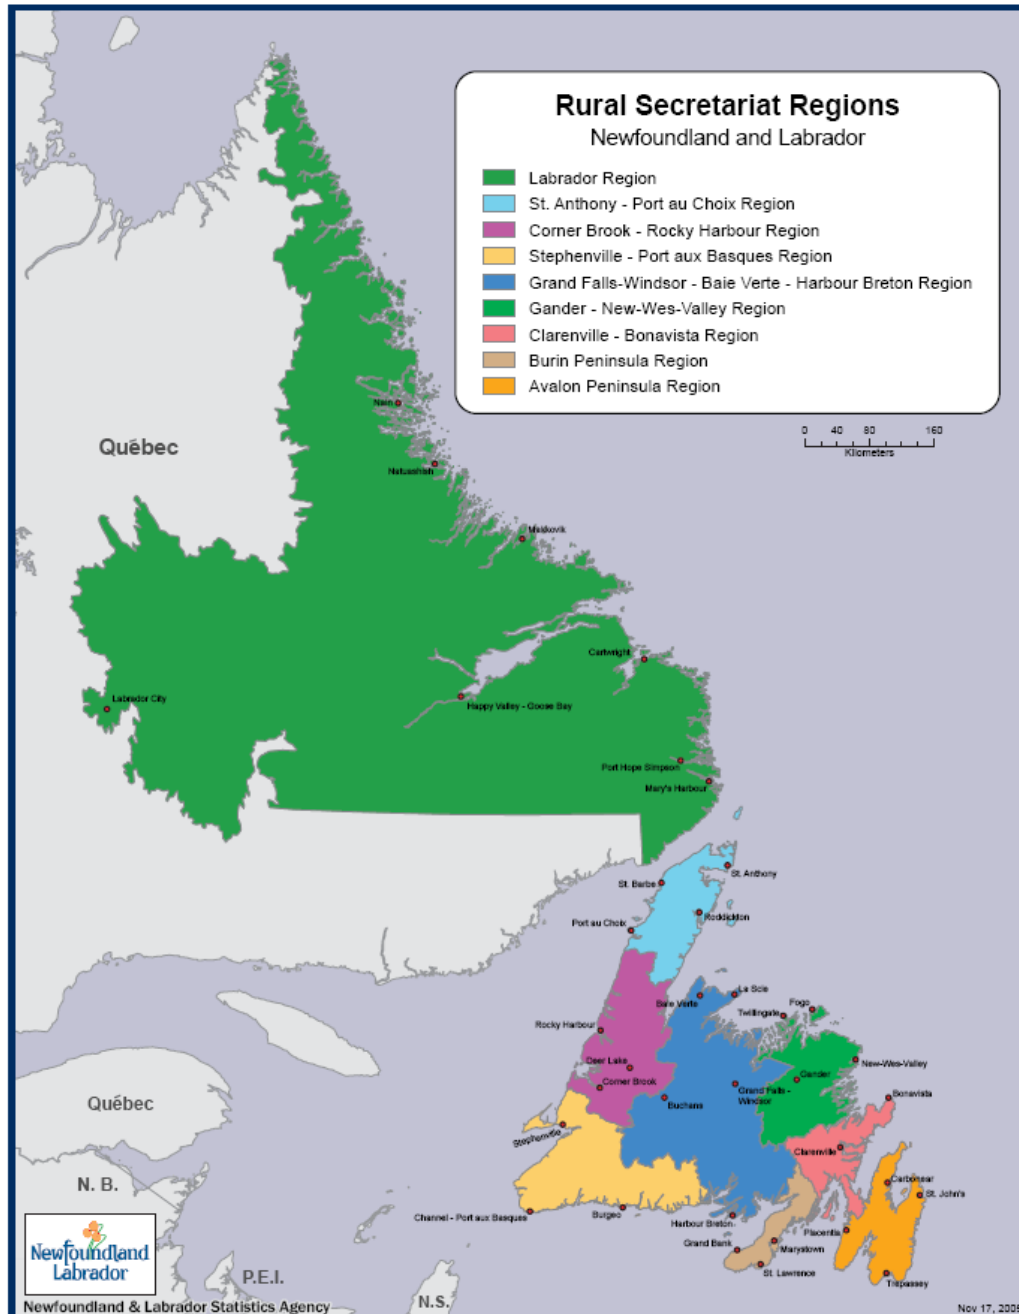 Rural Secretariat Regions
Newfoundland and Labrador
Labrador Region
St. Anthony - Port au Choix Region
Corner Brook - Rocky Harbour Region
Stephenville - Port aux Basques Region
Grand Falls-Windsor - Baie Verte - Harbour Breton Region
Gander - New-Wes-Valley Region
Clarenville - Bonavista Region
Burin Peninsula Region
Avalon Peninsula Region
0 40 80 160
Kilometers
Nain
Québec
Natuashish
Makkovik
Cartwright
Labrador City
Happy Valley - Goose Bay
Port Hope Simpson
Mary's Harbour
St. Anthony
St. Barbe
Roddickton
Port au Choix
La Scie
Baie Verte
Fogo
Twillingate
Rocky Harbour
New-Wes-Valley
Deer Lake
Gander
Corner Brook
Grand Falls -
Windsor
Buchans
Bonavista
Québec
Stephenville
Clarenville
N. B.
Carbonear
St. John's
Channel - Port aux Basques
Burgeo
Harbour Breton
Placentia
Grand Bank
Marystown
St. Lawrence
Trepassey
Newfoundland
Labrador
P.E.I.
N.S.
Newfoundland & Labrador Statistics Agency
Nov 17, 2005